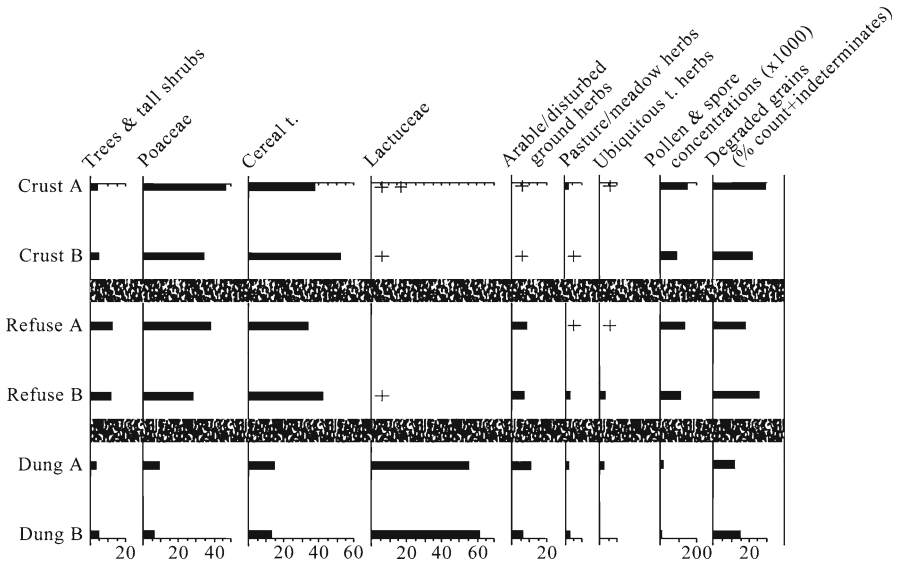 Trees & tall shrubs
Poaceae
Cereal t.
Lactuceae
Arable/disturbed
ground herbs
Pasture/meadow herbs
Ubiquitous t. herbs
Pollen & spore
concentrations (x1000)
Degraded grains
(% count+indeterminates)
Crust A
Crust B
Refuse A
Refuse B
Dung A
Dung B
20 20 40 20 40 60 20 40 60 20 200 20